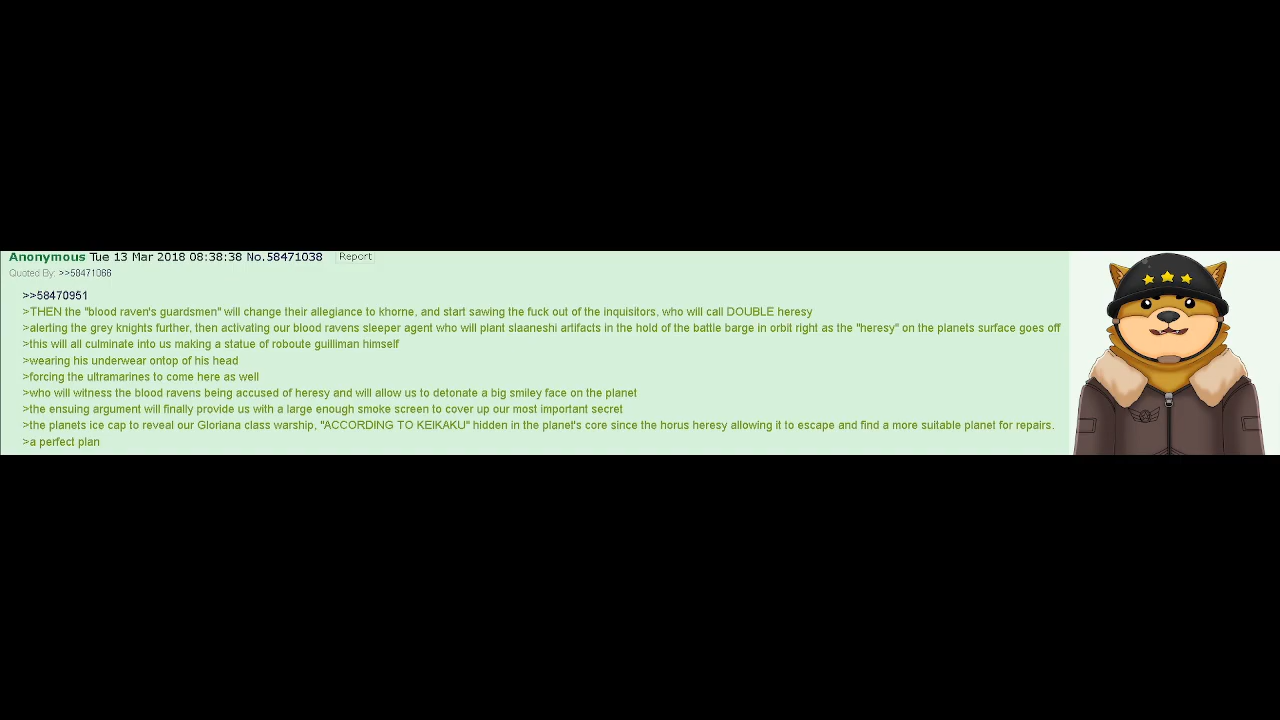 Anonymous Tue 13 Mar 2018 08:38:38 No.58471038 Report
Quoted By: >>58471066
>>58470951
>THEN the "blood raven's guardsmen" will change their allegiance to khorne, and start sawing the fuck out of the inquisitors, who will call DOUBLE heresy
>alerting the grey knights further, then activating our blood ravens sleeper agent who will plant slaaneshi artifacts in the hold of the battle barge in orbit right as the "heresy" on the planets surface goes off
>this will all culminate into us making a statue of roboute guilliman himself
>wearing his underwear ontop of his head
>forcing the ultramarines to come here as well
>who will witness the blood ravens being accused of heresy and will allow us to detonate a big smiley face on the planet
>the ensuing argument will finally provide us with a large enough smoke screen to cover up our most important secret
>the planets ice cap to reveal our Gloriana class warship, "ACCORDING TO KEIKAKU" hidden in the planet's core since the horus heresy allowing it to escape and find a more suitable planet for repairs.
>a perfect plan